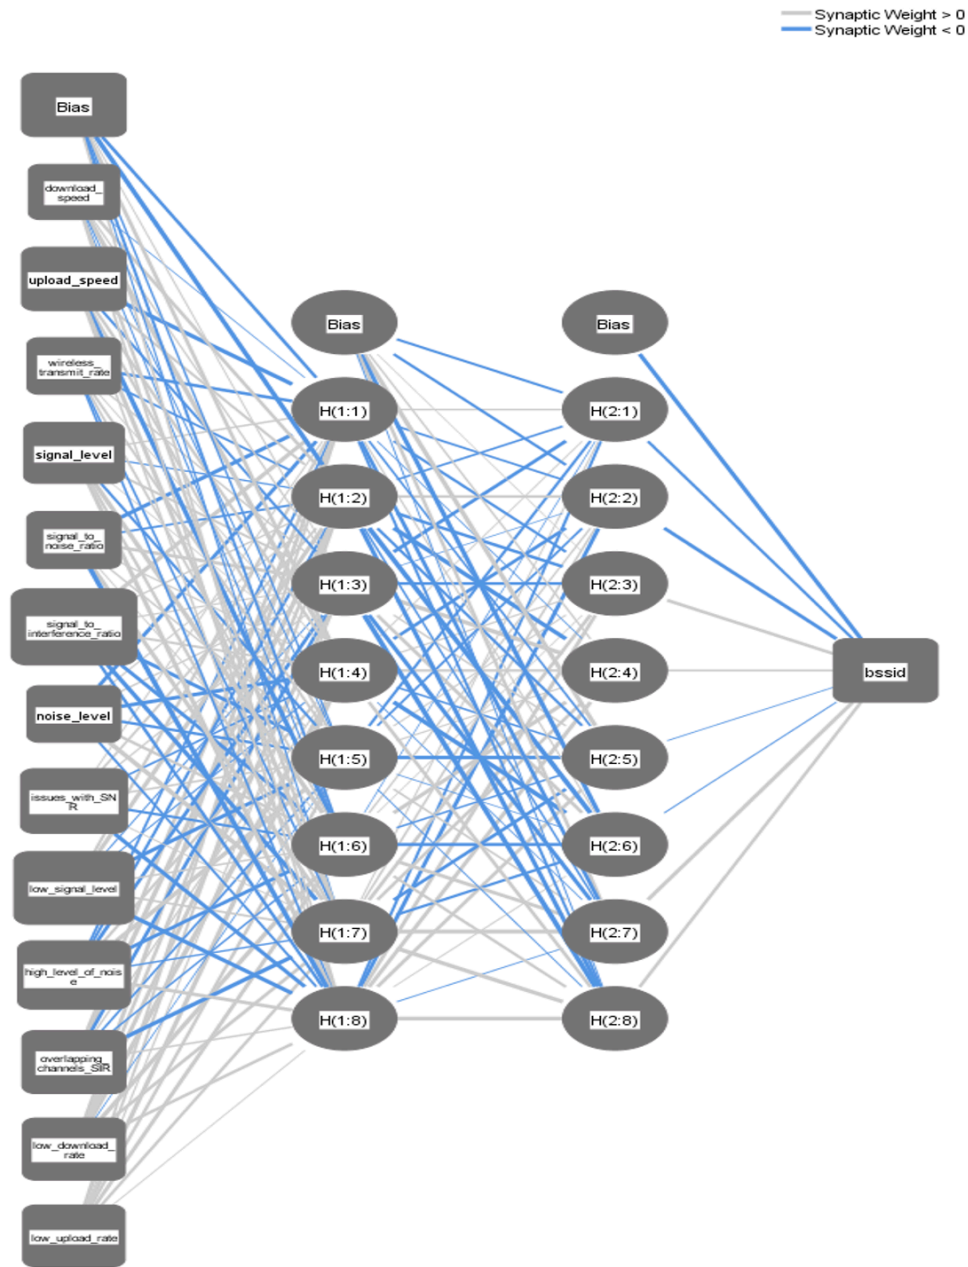 Synaptic Weight > 0
Synaptic Weight < 0
Bias
download_
speed
upload_speed
wireless_
transmit_rate
signal_level
signal_to_
noise_ratio
signal_to_
interference_ratio
noise_level
issues_with_SN
R
low_signal_level
high_level_of_nois
e
overlapping_
channels_SIR
low_download_
rate
low_upload_rate
Bias
H(1:1)
H(1:2)
H(1:3)
H(1:4)
H(1:5)
H(1:6)
H(1:7)
H(1:8)
Bias
H(2:1)
H(2:2)
H(2:3)
H(2:4)
H(2:5)
H(2:6)
H(2:7)
H(2:8)
bssid